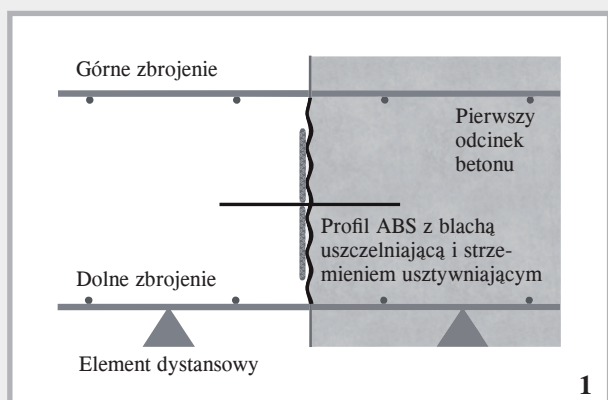 Górne zbrojenie
Pierwszy
odcinek
betonu
Profil ABS z blachą
uszczelniającą i strze-
mieniem usztywniającym
Dolne zbrojenie
Element dystansowy
1